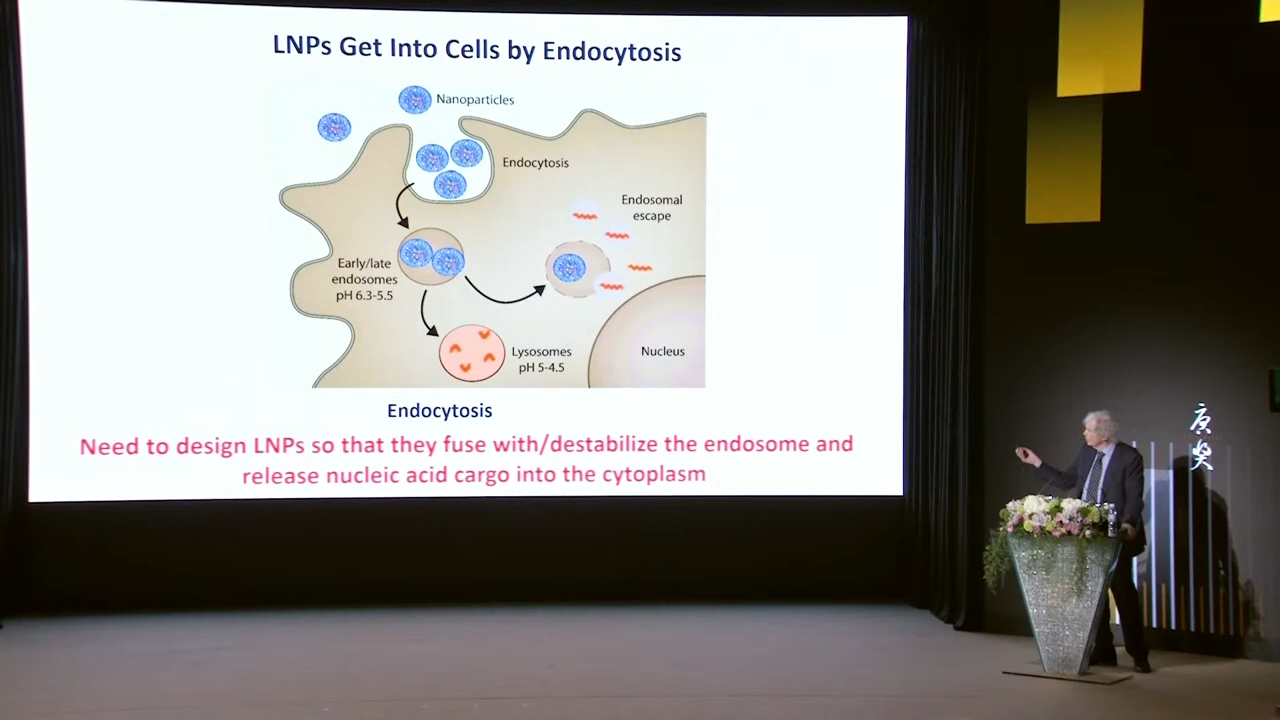 LNPs Get Into Cells by Endocytosis
Nanoparticles
Endocytosis
Endosomal
escape
Early/late
endosomes
pH 6.3-5.5
Lysosomes
pH 5-4.5
Nucleus
Endocytosis
Need to design LNPs so that they fuse with/destabilize the endosome and
release nucleic acid cargo into the cytoplasm
唐
奖